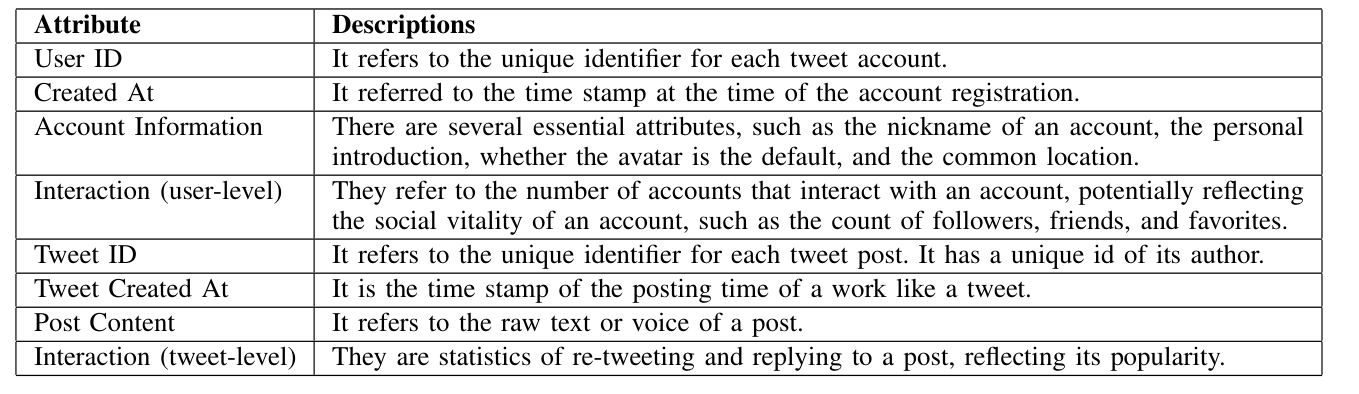 Attribute Descriptions
User ID It refers to the unique identifier for each tweet account.
Created At It referred to the time stamp at the time of the account registration.
Account Information There are several essential attributes, such as the nickname of an account, the personal
introduction, whether the avatar is the default, and the common location.
Interaction (user-level) They refer to the number of accounts that interact with an account, potentially reflecting
the social vitality of an account, such as the count of followers, friends, and favorites.
Tweet ID It refers to the unique identifier for each tweet post. It has a unique id of its author.
Tweet Created At It is the time stamp of the posting time of a work like a tweet.
Post Content It refers to the raw text or voice of a post.
Interaction (tweet-level) They are statistics of re-tweeting and replying to a post, reflecting its popularity.